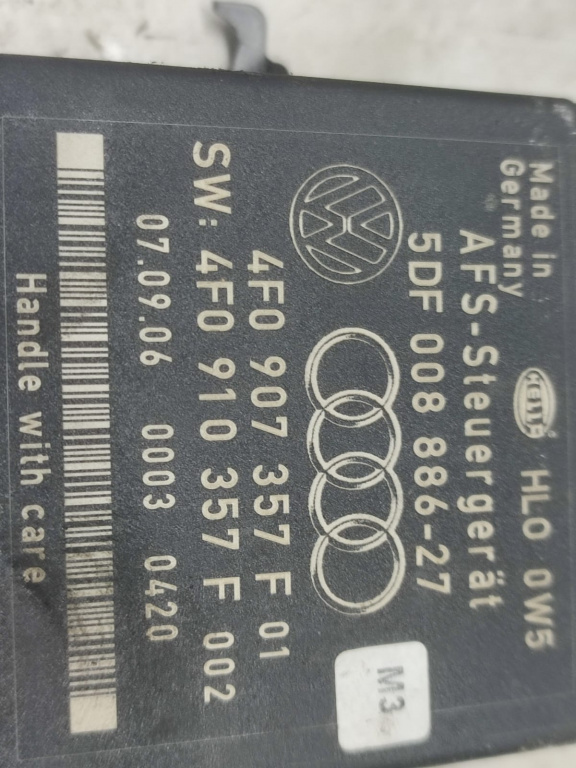 Made in
Germany
HELLA
HLO 0W5
AFS-Steuergerät
5DF 008 886-27
4F0 907 357 F 01
SW: 4F0 910 357 F 002
07.09.06 0003 0420
Handle with care
M3